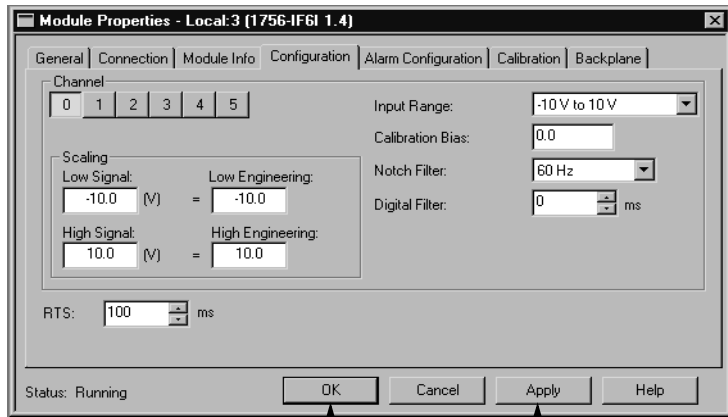 Module Properties - Local:3 (1756-IF6I 1.4)
General Connection Module Info Configuration Alarm Configuration Calibration Backplane
Channel
0 1 2 3 4 5
Input Range: -10 V to 10 V
Calibration Bias: 0.0
Notch Filter: 60 Hz
Digital Filter: 0 ms
Scaling
Low Signal: Low Engineering:
-10.0 (V) = -10.0
High Signal: High Engineering:
10.0 (V) = 10.0
RTS: 100 ms
Status: Running OK Cancel Apply Help